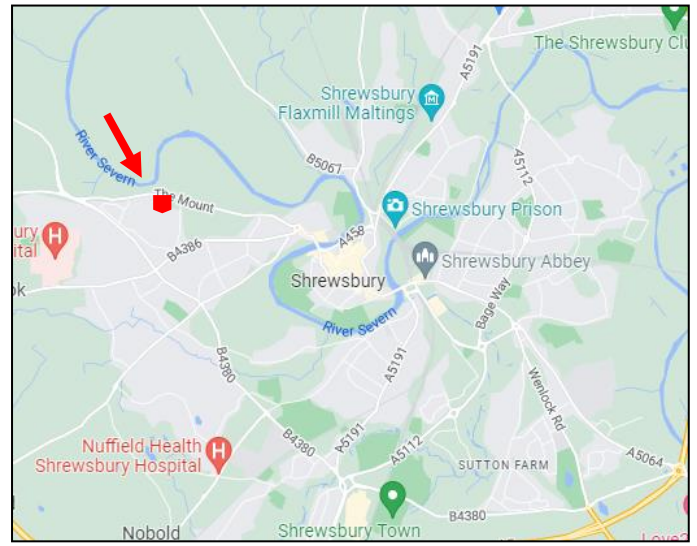 The Shrewsbury Clu
A5191
Shrewsbury
Flaxmill Maltings
River Severn
B5067
A5112
The Mount
Shrewsbury Prison
ury
ital
H
B4386
A458
Shrewsbury Abbey
ok
Shrewsbury
Bage Way
River Severn
B4380
A5191
Wenlock Rd
Nuffield Health
Shrewsbury Hospital
H
B4380
A5191
A5112
SUTTON FARM
A5064
B4380
Nobold
Shrewsbury Town